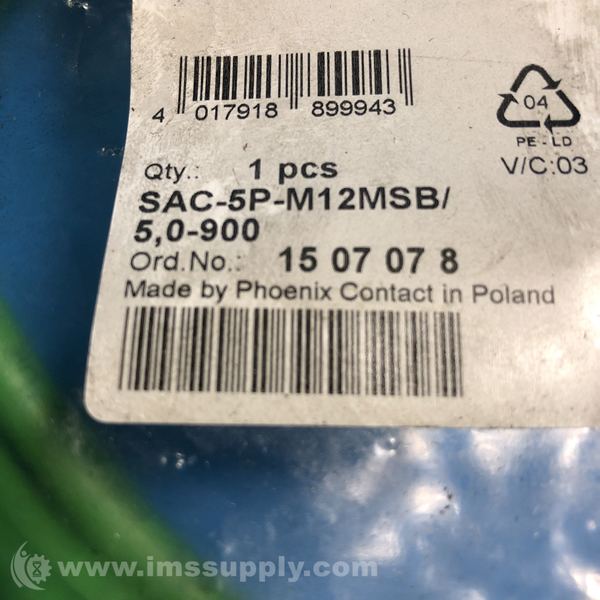 4 017918 899943
04
PE-LD
V/C:03
Qty.: 1 pcs
SAC-5P-M12MSB/
5,0-900
Ord.No.: 15 07 07 8
Made by Phoenix Contact in Poland
www.imssupply.com